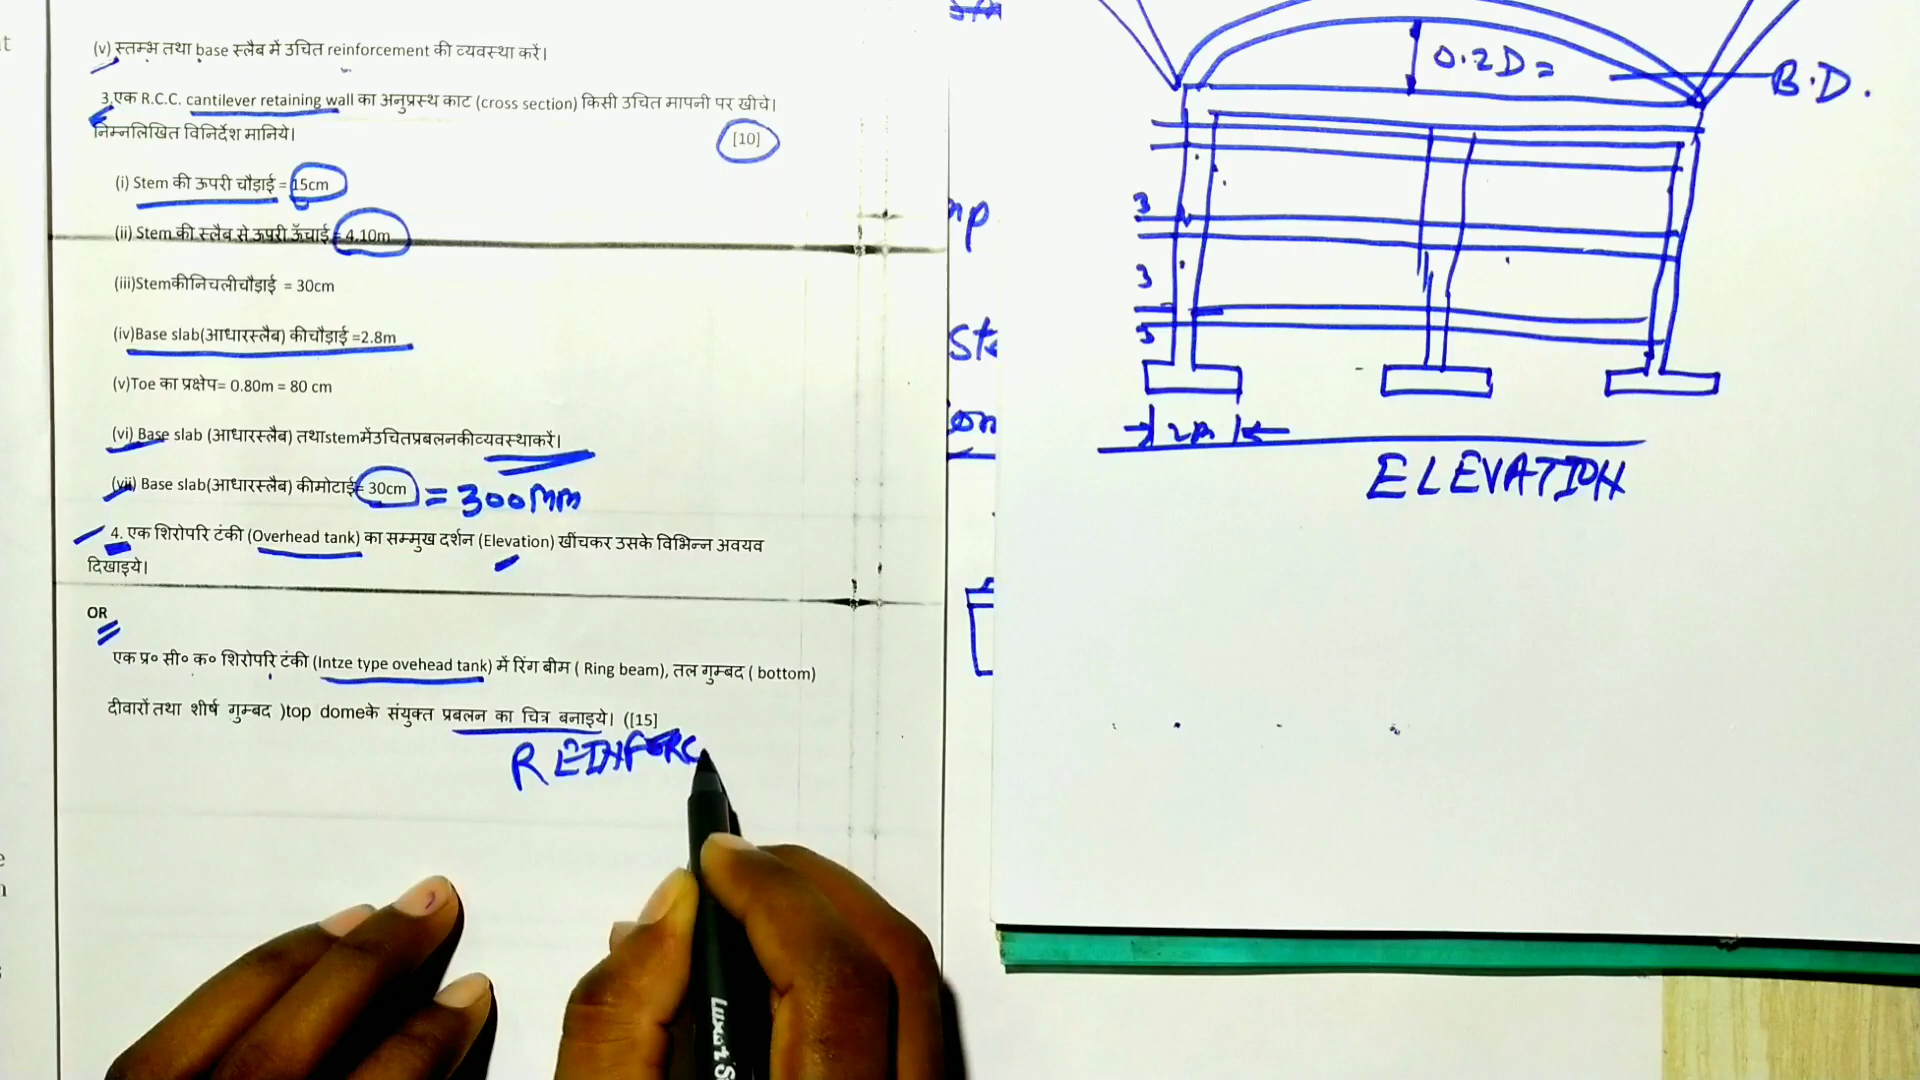 (v) स्तम्भ तथा base स्लैब में उचित reinforcement की व्यवस्था करें।
3.एक R.C.C. cantilever retaining wall का अनुप्रस्थ काट (cross section) किसी उचित मापनी पर खीचे।
निम्नलिखित विनिर्देश मानिये।
[10]
(i) Stem की ऊपरी चौड़ाई = 15cm
(ii) Stem की स्लैब से ऊपरी ऊँचाई = 4.10m
(iii)Stemकीनिचलीचौड़ाई = 30cm
(iv)Base slab(आधारस्लैब) कीचौड़ाई =2.8m
(v)Toe का प्रक्षेप= 0.80m = 80 cm
(vi) Base slab (आधारस्लैब) तथाstemमेंउचितप्रबलनकीव्यवस्थाकरें।
(vii) Base slab(आधारस्लैब) कीमोटाई= 30cm = 300mm
4. एक शिरोपरि टंकी (Overhead tank) का सम्मुख दर्शन (Elevation) खींचकर उसके विभिन्न अवयव
दिखाइये।
OR
एक प्र० सी० क० शिरोपरि टंकी (Intze type ovehead tank) में रिंग बीम ( Ring beam), तल गुम्बद ( bottom)
दीवारों तथा शीर्ष गुम्बद )top domeके संयुक्त प्रबलन का चित्र बनाइये। ([15]
REINFORC
0.2D=
B.D.
3
3
5
ELEVATION
Luxor